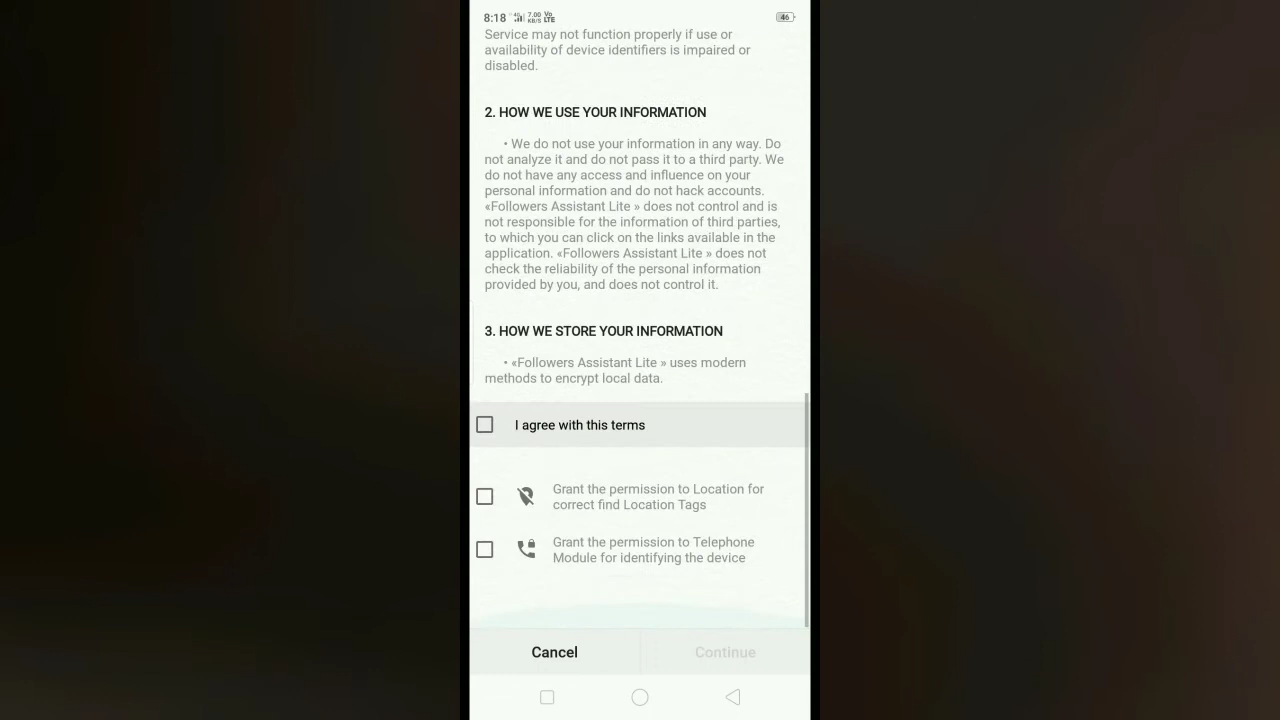 8:18 4G 7.00 KB/S Vo LTE 46
Service may not function properly if use or
availability of device identifiers is impaired or
disabled.
2. HOW WE USE YOUR INFORMATION
• We do not use your information in any way. Do
not analyze it and do not pass it to a third party. We
do not have any access and influence on your
personal information and do not hack accounts.
«Followers Assistant Lite » does not control and is
not responsible for the information of third parties,
to which you can click on the links available in the
application. «Followers Assistant Lite » does not
check the reliability of the personal information
provided by you, and does not control it.
3. HOW WE STORE YOUR INFORMATION
• «Followers Assistant Lite » uses modern
methods to encrypt local data.
I agree with this terms
Grant the permission to Location for
correct find Location Tags
Grant the permission to Telephone
Module for identifying the device
Cancel Continue